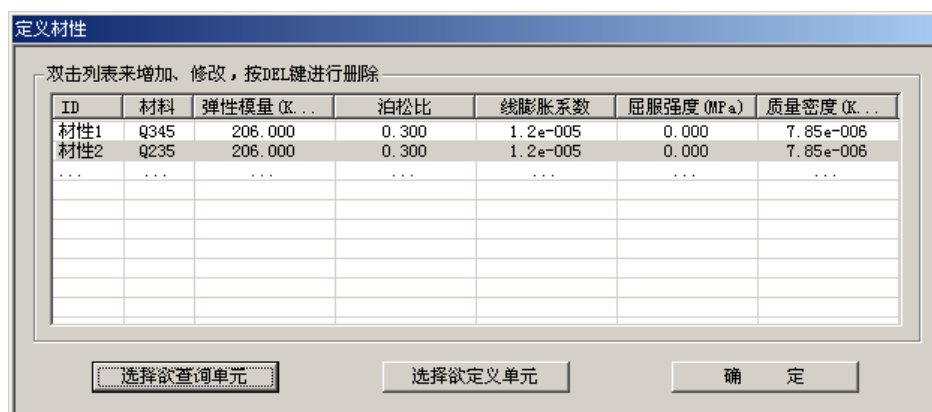 定义材性
双击列表来增加、修改，按DEL键进行删除
ID 材料 弹性模量(K... 泊松比 线膨胀系数 屈服强度(MPa) 质量密度(K...
材性1 Q345 206.000 0.300 1.2e-005 0.000 7.85e-006
材性2 Q235 206.000 0.300 1.2e-005 0.000 7.85e-006
... ... ... ... ... ... ...
选择欲查询单元 选择欲定义单元 确 定